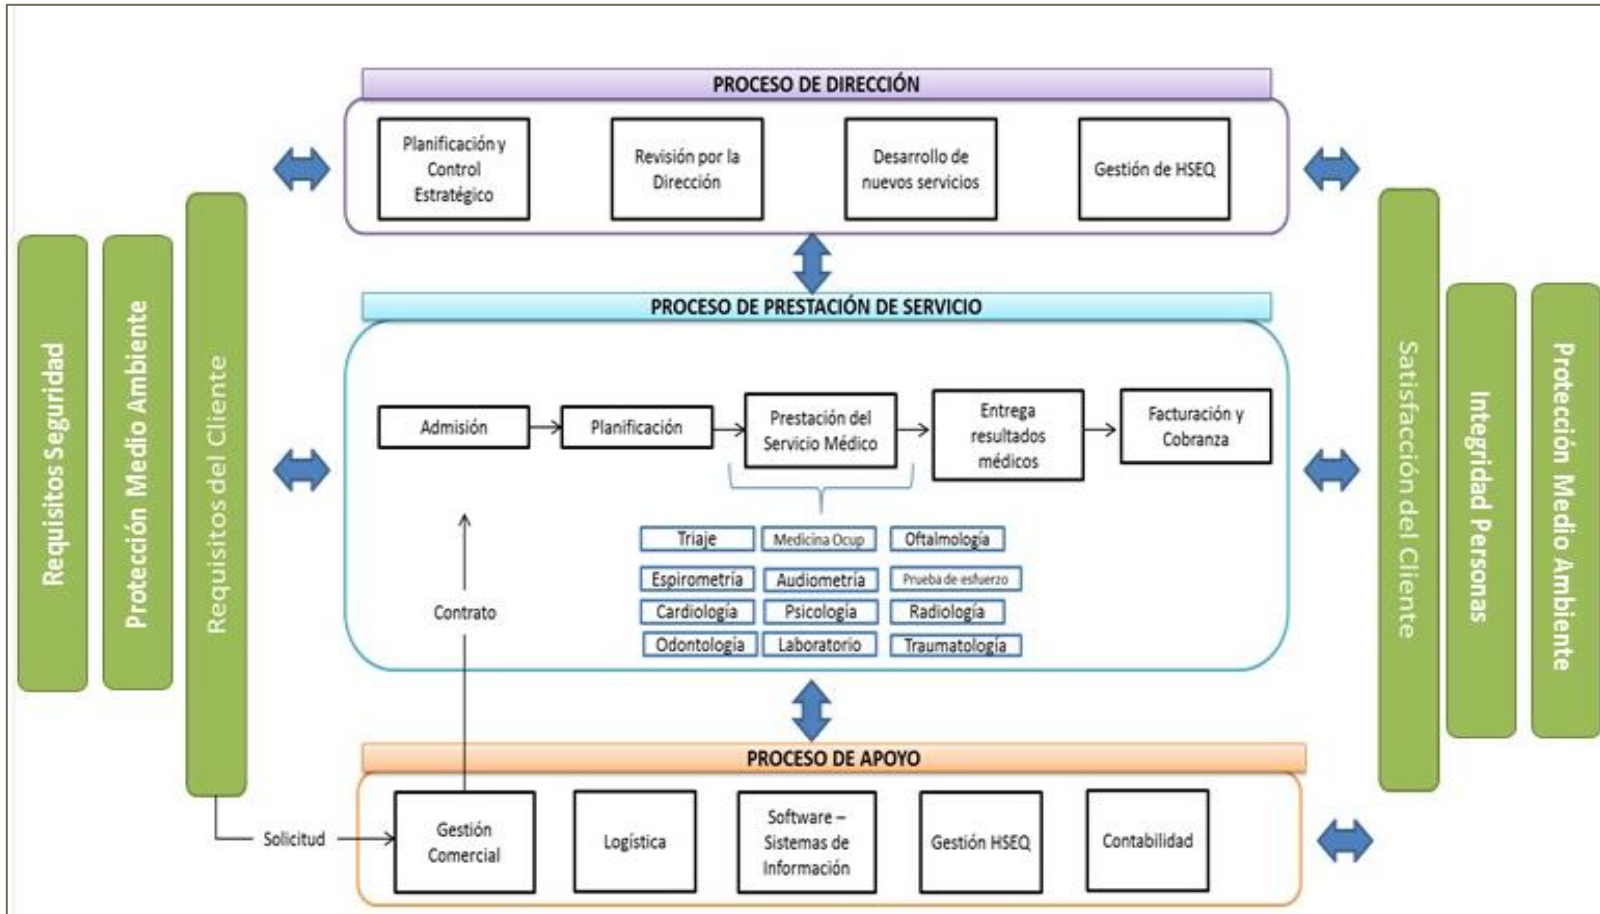 PROCESO DE DIRECCIÓN
Planificación y
Control
Estratégico
Revisión por la
Dirección
Desarrollo de
nuevos servicios
Gestión de HSEQ
Requisitos Seguridad
Protección Medio Ambiente
Requisitos del Cliente
PROCESO DE PRESTACIÓN DE SERVICIO
Admisión
Planificación
Prestación del
Servicio Médico
Entrega
resultados
médicos
Facturación y
Cobranza
Triaje
Medicina Ocup
Oftalmología
Espirometría
Audiometría
Prueba de esfuerzo
Cardiología
Psicología
Radiología
Odontología
Laboratorio
Traumatología
Contrato
Satisfacción del Cliente
Integridad Personas
Protección Medio Ambiente
PROCESO DE APOYO
Solicitud
Gestión
Comercial
Logística
Software –
Sistemas de
Información
Gestión HSEQ
Contabilidad